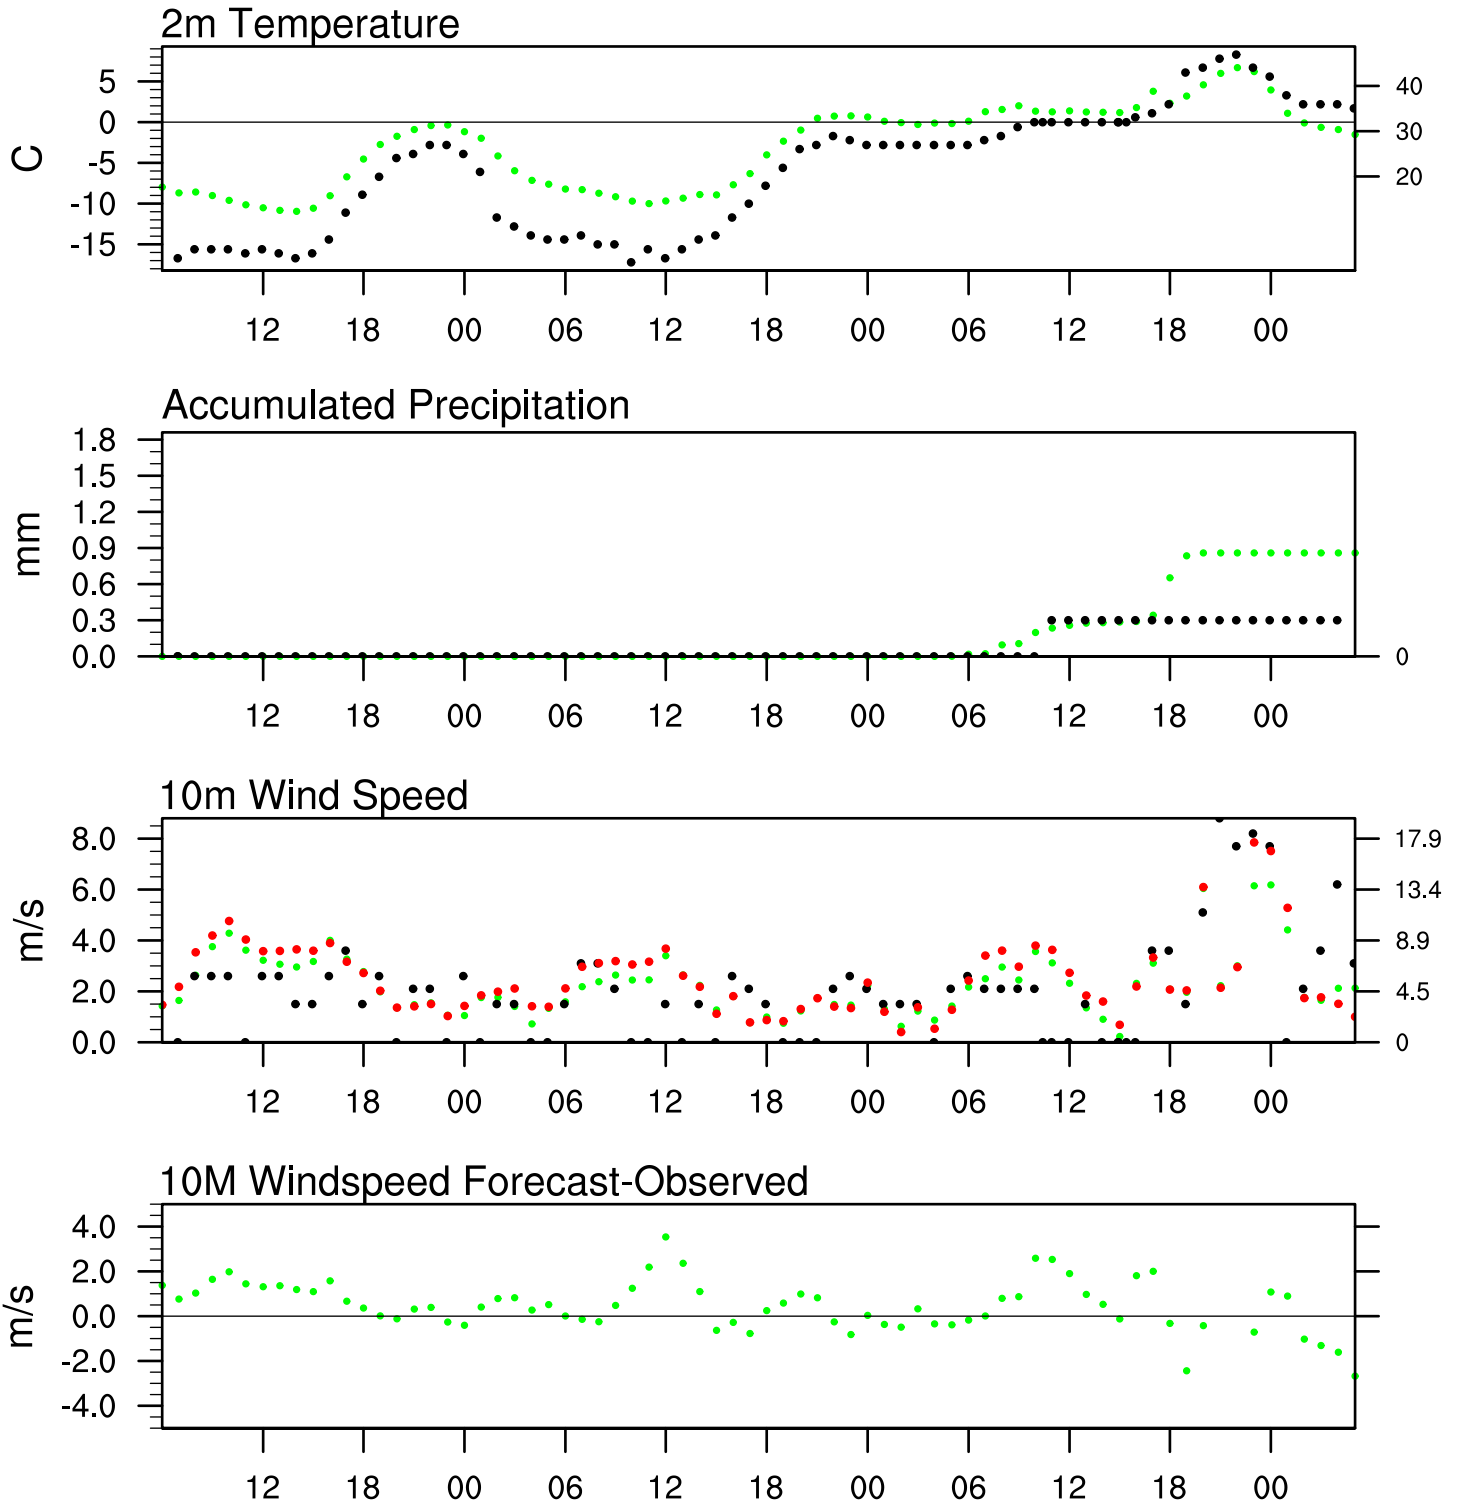 2m Temperature
5
0
-5
-10
-15
C
40
30
20
12 18 00 06 12 18 00 06 12 18 00
Accumulated Precipitation
1.8
1.5
1.2
0.9
0.6
0.3
0.0
mm
0
12 18 00 06 12 18 00 06 12 18 00
10m Wind Speed
8.0
6.0
4.0
2.0
0.0
m/s
17.9
13.4
8.9
4.5
0
12 18 00 06 12 18 00 06 12 18 00
10M Windspeed Forecast-Observed
4.0
2.0
0.0
-2.0
-4.0
m/s
12 18 00 06 12 18 00 06 12 18 00